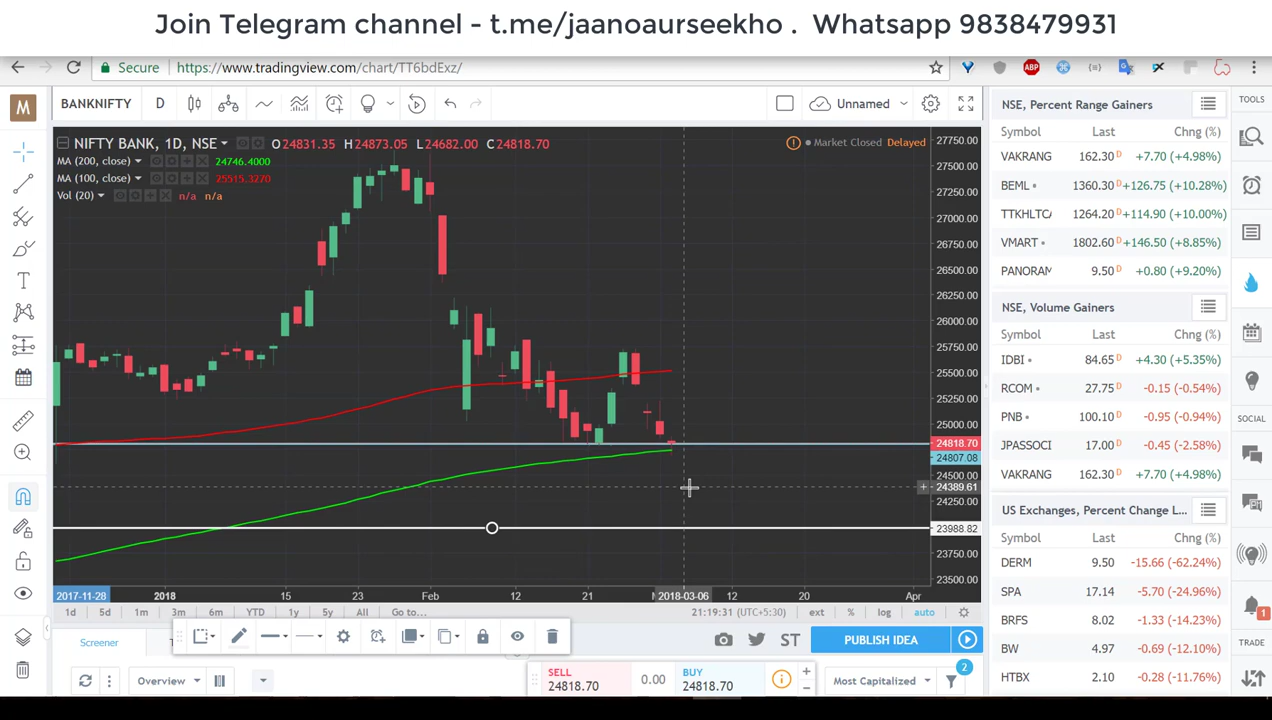 Join Telegram channel - t.me/jaanoaurseekho . Whatsapp 9838479931
Secure https://www.tradingview.com/chart/TT6bdExz/
ABP
M BANKNIFTY D Unnamed
NIFTY BANK, 1D, NSE O24831.35 H24873.05 L24682.00 C24818.70
Market Closed Delayed
MA (200, close) 24746.4000
MA (100, close) 25515.3270
Vol (20) n/a n/a
27750.00
27500.00
27250.00
27000.00
26750.00
26500.00
26250.00
26000.00
25750.00
25500.00
25250.00
25000.00
24818.70
24807.08
24500.00
24389.61
24250.00
23988.82
23750.00
23500.00
2017-11-28 2018 15 23 Feb 12 21 2018-03-06 12 20 Apr
1d 5d 1m 3m 6m YTD 1y 5y All Go to... 21:19:31 (UTC+5:30) ext % log auto
Screener
ST PUBLISH IDEA
Overview
SELL
24818.70
0.00
BUY
24818.70
Most Capitalized
2
NSE, Percent Range Gainers
Symbol Last Chng (%)
VAKRANG 162.30 D +7.70 (+4.98%)
BEML 1360.30 D +126.75 (+10.28%)
TTKHLTCA 1264.20 D +114.90 (+10.00%)
VMART 1802.60 D +146.50 (+8.85%)
PANORAM 9.50 D +0.80 (+9.20%)
NSE, Volume Gainers
Symbol Last Chng (%)
IDBI 84.65 D +4.30 (+5.35%)
RCOM 27.75 D -0.15 (-0.54%)
PNB 100.10 D -0.95 (-0.94%)
JPASSOCI 17.00 D -0.45 (-2.58%)
VAKRANG 162.30 D +7.70 (+4.98%)
US Exchanges, Percent Change L...
Symbol Last Chng (%)
DERM 9.50 -15.66 (-62.24%)
SPA 17.14 -5.70 (-24.96%)
BRFS 8.02 -1.33 (-14.23%)
BW 4.97 -0.69 (-12.10%)
HTBX 2.10 -0.28 (-11.76%)
TOOLS
SOCIAL
1
TRADE